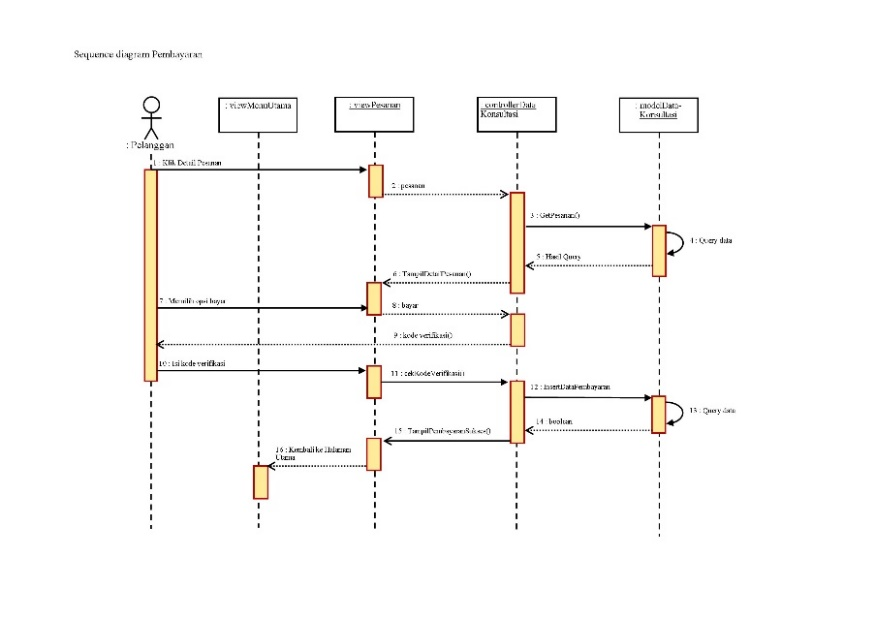 Sequence diagram Pembayaran
: viewMenuUtama
: viewPesanan
controllerData
Konsultasi
: modelData-
Konsultasi
: Pelanggan
1 : Klik Detail Pesanan
2 : pesanan
3 : GetPesanan()
4 : Query data
5 : Hasil Query
6 : TampilDetailPesanan()
7 : Memilih opsi bayar
8 : bayar
9 : kode verifikasi()
10 : Isi kode verifikasi
11 : cekKodeVerifikasi
12 : InsertDataPembayaran
13 : Query data
14 : boolean
15 : TampilPembayaranSukses()
16 : Kembali ke Halaman
Utama